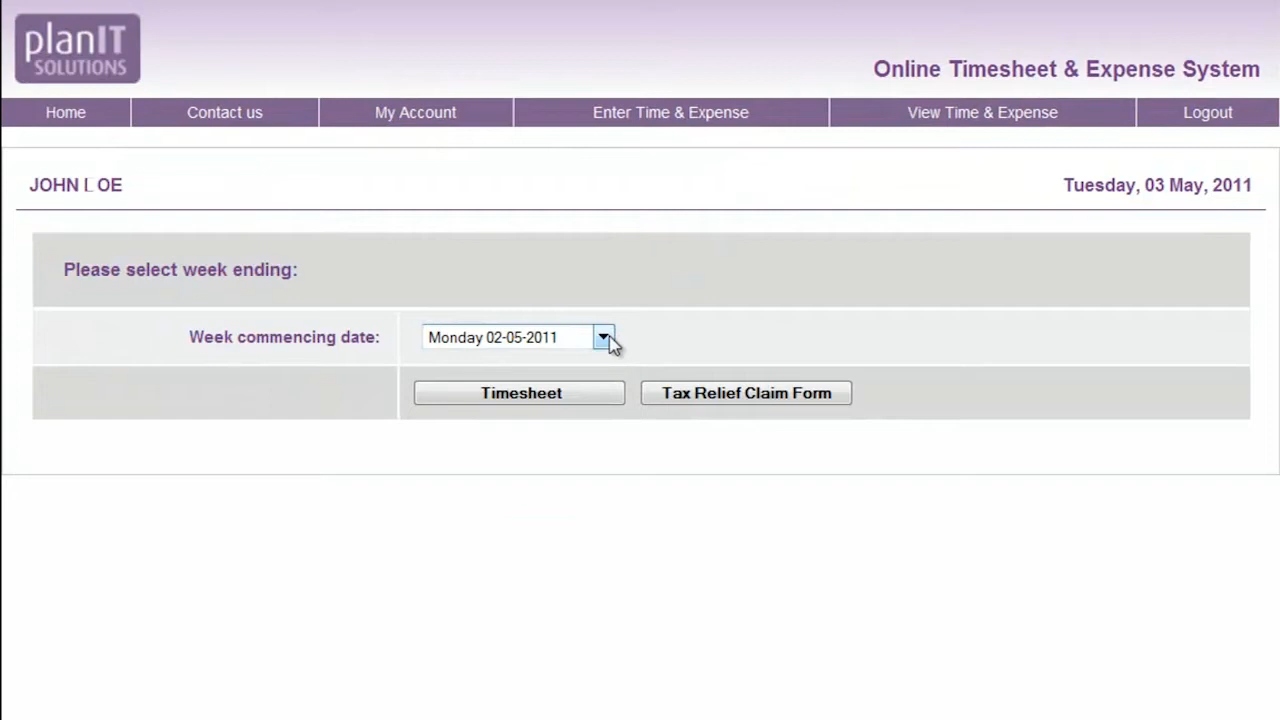 planIT
SOLUTIONS
Online Timesheet & Expense System
Home Contact us My Account Enter Time & Expense View Time & Expense Logout
JOHN OE
Tuesday, 03 May, 2011
Please select week ending:
Week commencing date: Monday 02-05-2011
Timesheet Tax Relief Claim Form